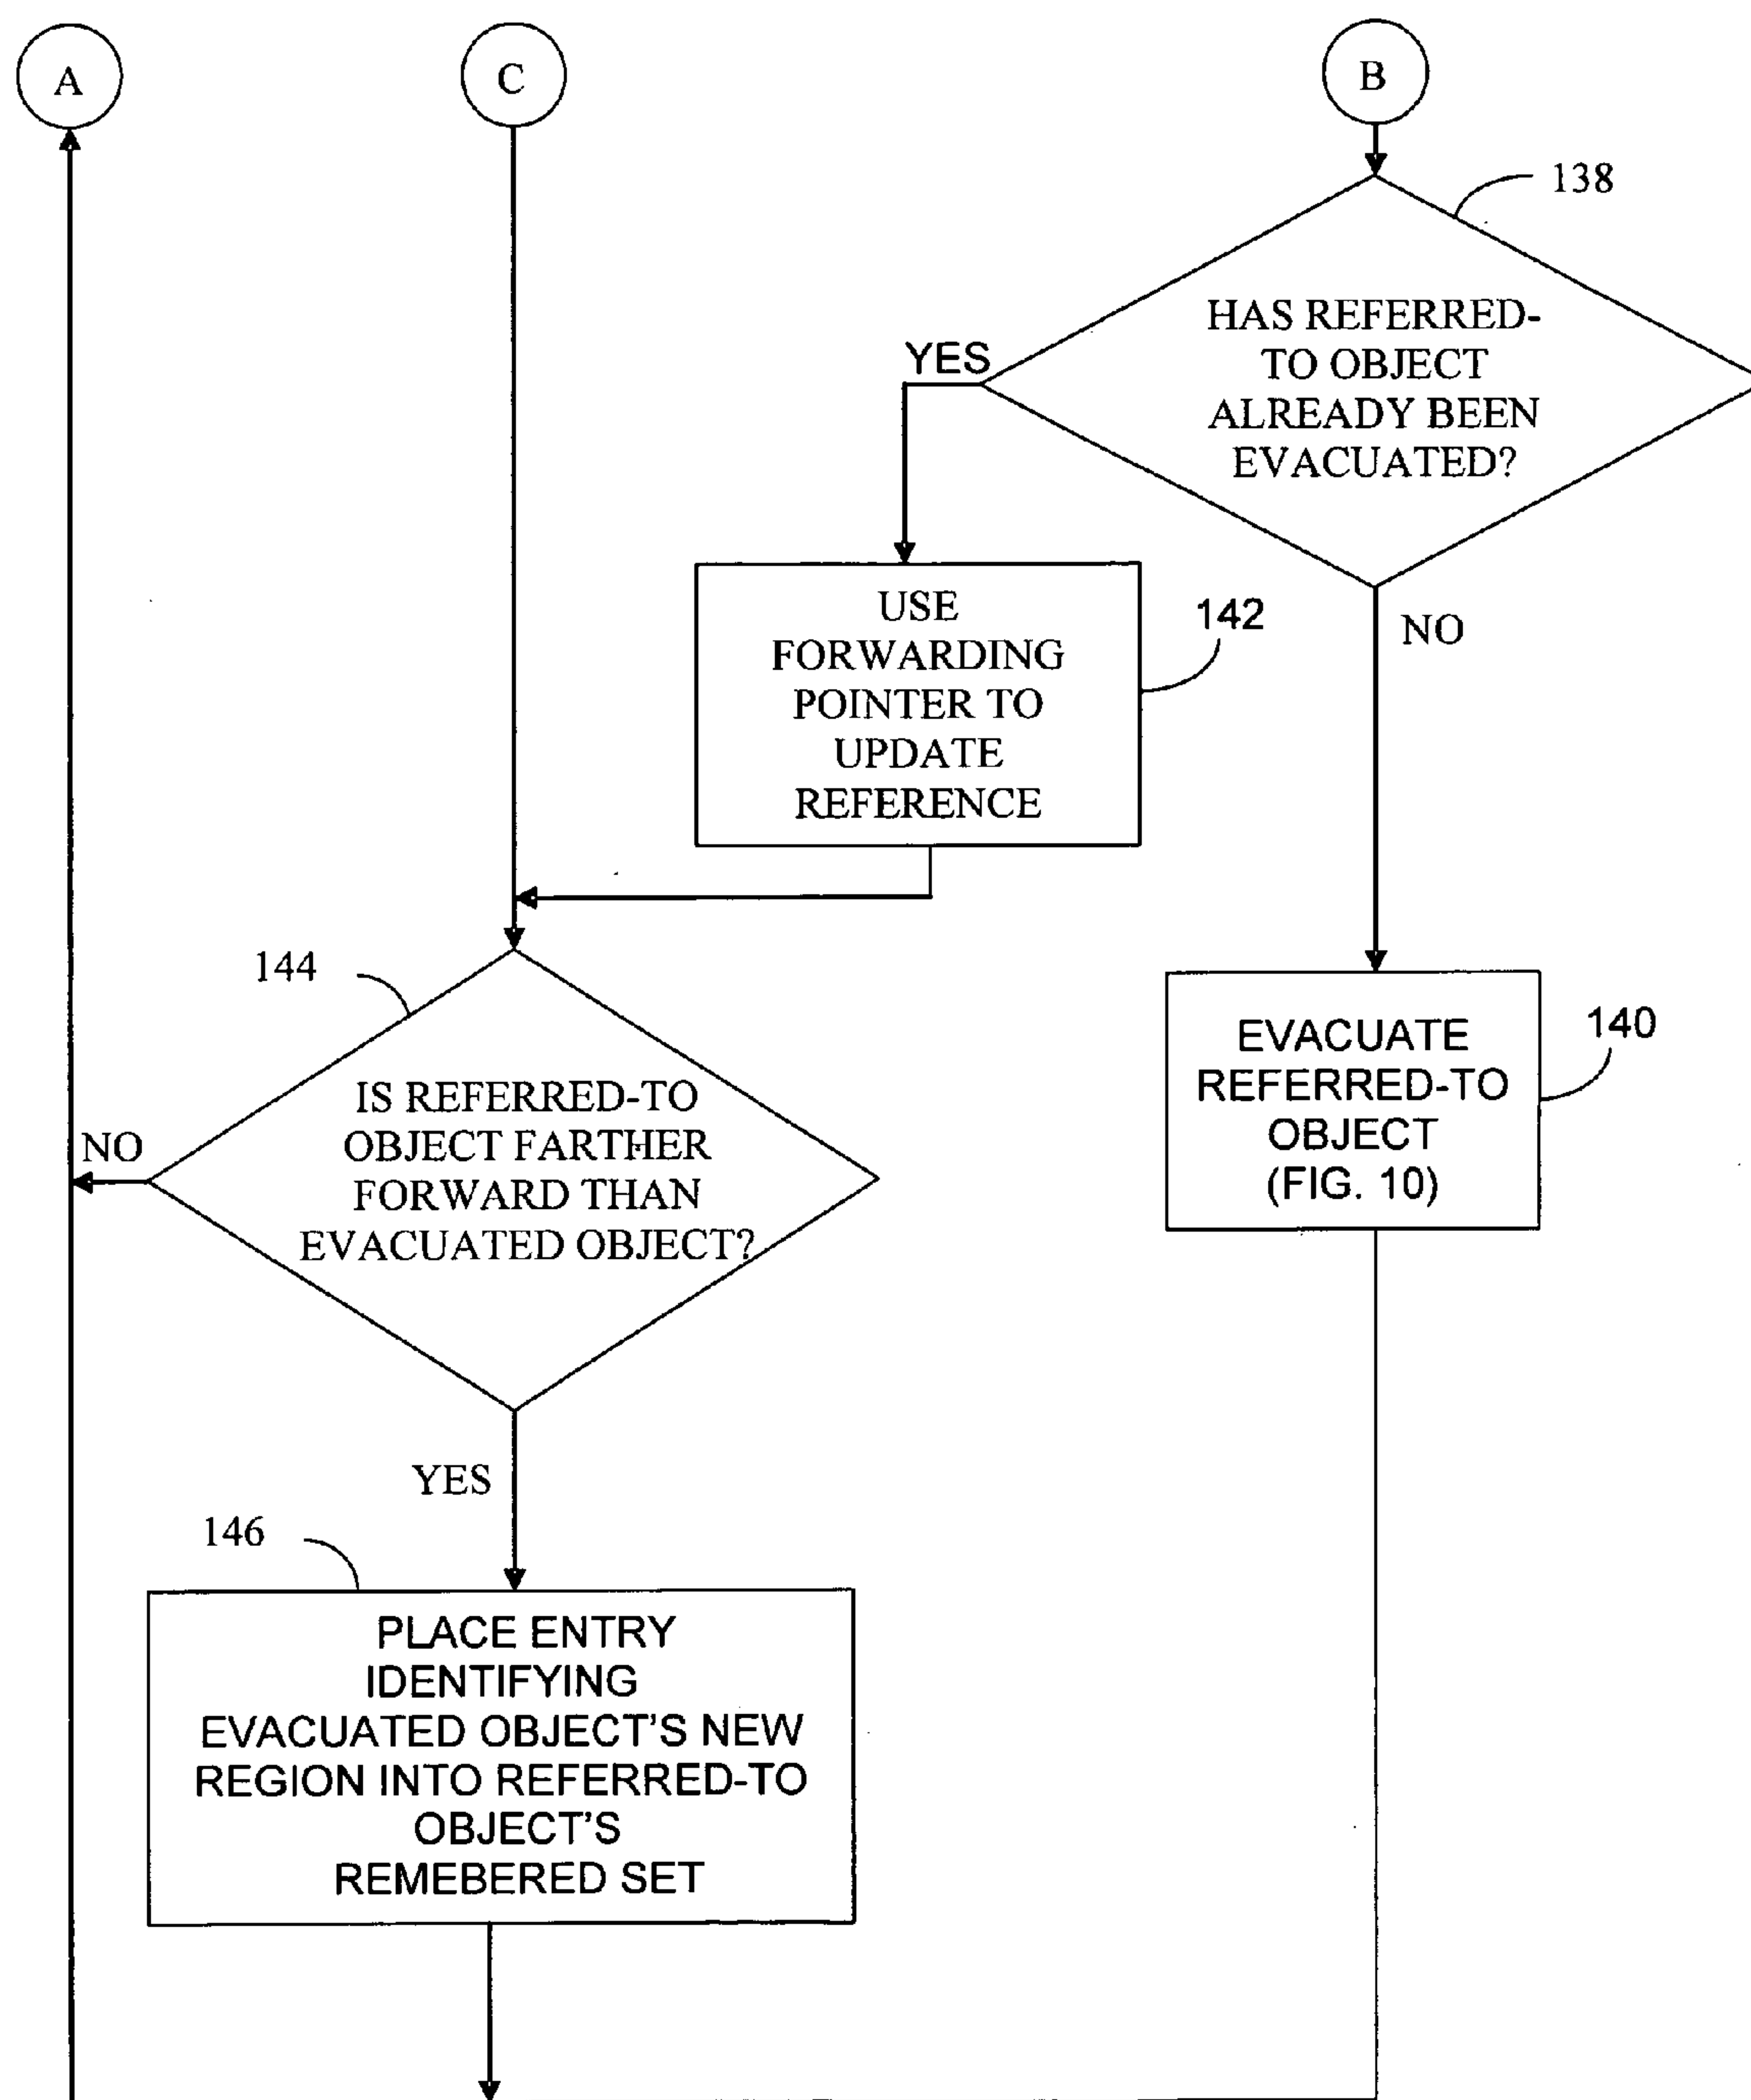 A
C
B
138
HAS REFERRED-
TO OBJECT
ALREADY BEEN
EVACUATED?
YES
NO
USE
FORWARDING
POINTER TO
UPDATE
REFERENCE
142
144
IS REFERRED-TO
OBJECT FARTHER
FORWARD THAN
EVACUATED OBJECT?
NO
YES
EVACUATE
REFERRED-TO
OBJECT
(FIG. 10)
140
146
PLACE ENTRY
IDENTIFYING
EVACUATED OBJECT'S NEW
REGION INTO REFERRED-TO
OBJECT'S
REMEBERED SET